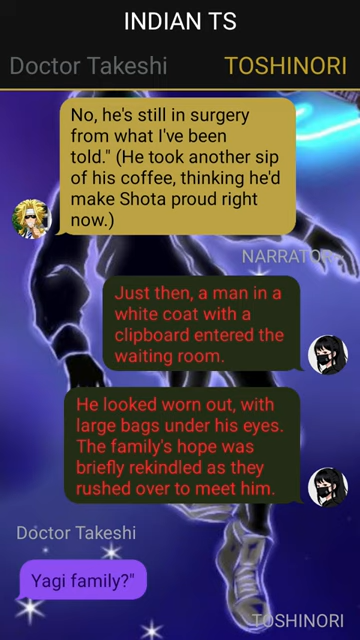 INDIAN TS
Doctor Takeshi
TOSHINORI
No, he's still in surgery
from what I've been
told." (He took another sip
of his coffee, thinking he'd
make Shota proud right
now.)
NARRATOR
Just then, a man in a
white coat with a
clipboard entered the
waiting room.
He looked worn out, with
large bags under his eyes.
The family's hope was
briefly rekindled as they
rushed over to meet him.
Doctor Takeshi
Yagi family?"
TOSHINORI